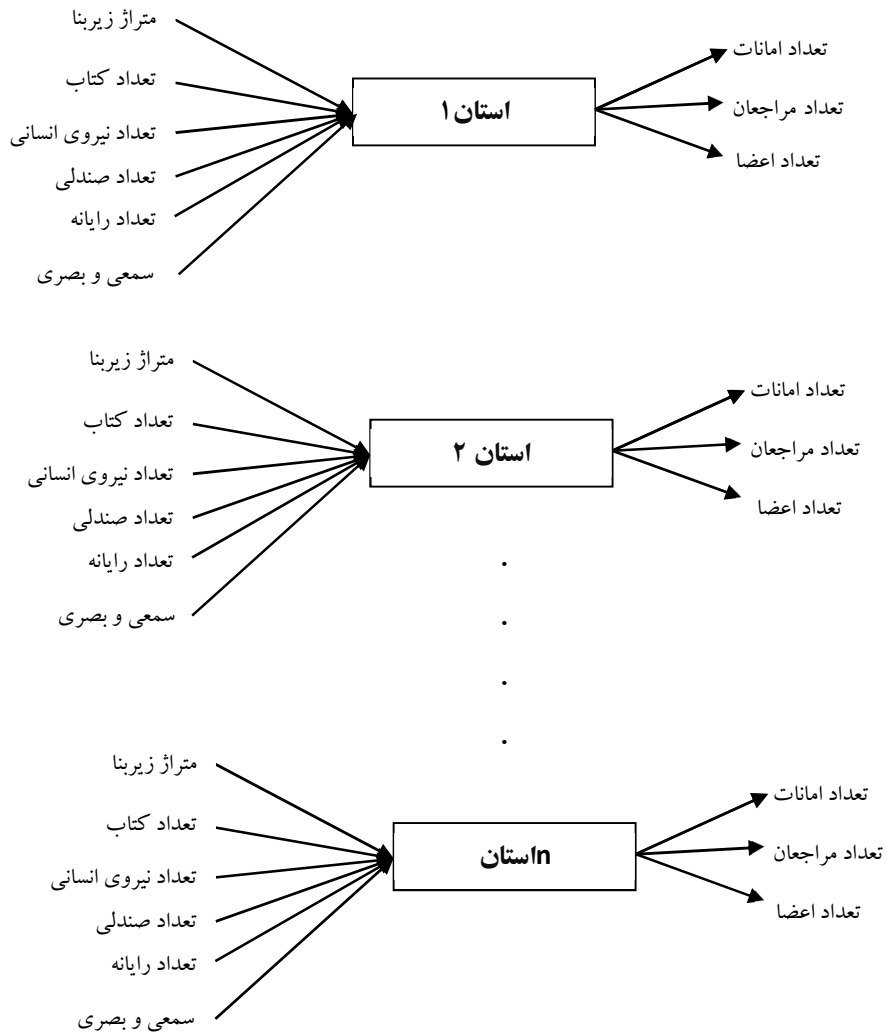 متراژ زیربنا
تعداد کتاب
تعداد نیروی انسانی
تعداد صندلی
تعداد رایانه
سمعی و بصری
استان ۱
تعداد امانات
تعداد مراجعان
تعداد اعضا
متراژ زیربنا
تعداد کتاب
تعداد نیروی انسانی
تعداد صندلی
تعداد رایانه
سمعی و بصری
استان ۲
تعداد امانات
تعداد مراجعان
تعداد اعضا
.
.
.
.
متراژ زیربنا
تعداد کتاب
تعداد نیروی انسانی
تعداد صندلی
تعداد رایانه
سمعی و بصری
nاستان
تعداد امانات
تعداد مراجعان
تعداد اعضا